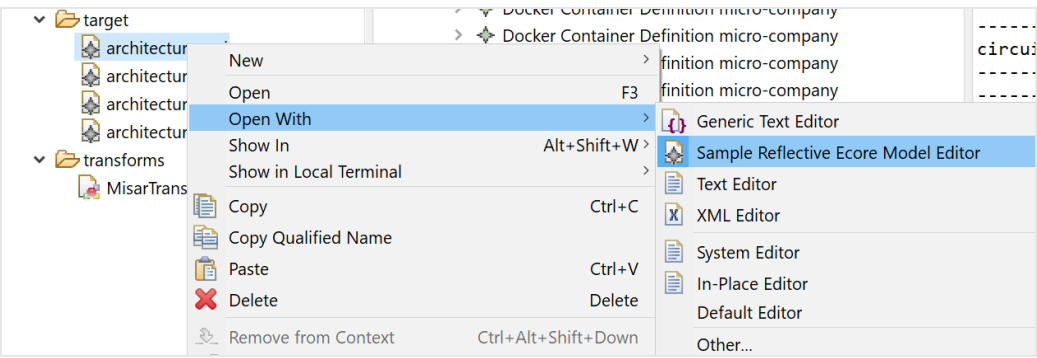 target
Docker Container Definition micro-company
Docker Container Definition micro-company
finition micro-company
finition micro-company
circui
architectur
architectur
architectur
architectur
transforms
MisarTrans
New
Open F3
Open With
Show In Alt+Shift+W
Show in Local Terminal
Copy Ctrl+C
Copy Qualified Name
Paste Ctrl+V
Delete Delete
Remove from Context Ctrl+Alt+Shift+Down
Generic Text Editor
Sample Reflective Ecore Model Editor
Text Editor
XML Editor
System Editor
In-Place Editor
Default Editor
Other...